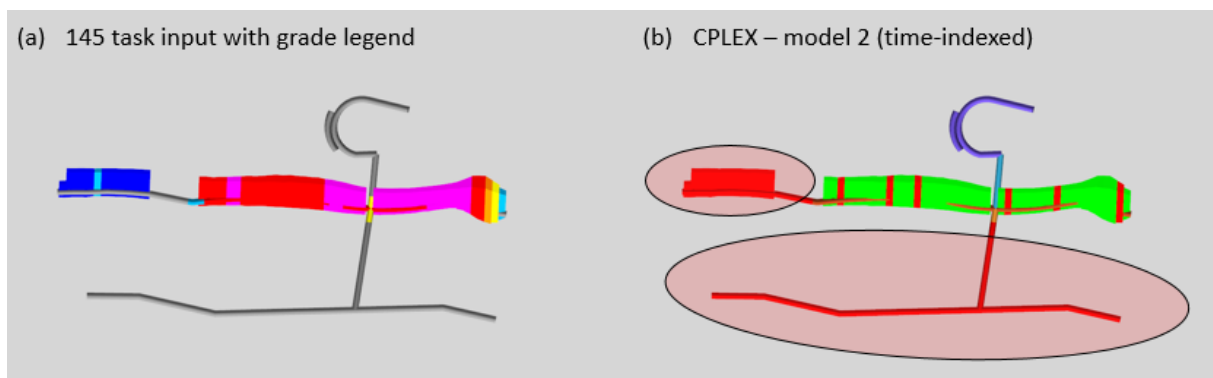 (a) 145 task input with grade legend
(b) CPLEX – model 2 (time-indexed)